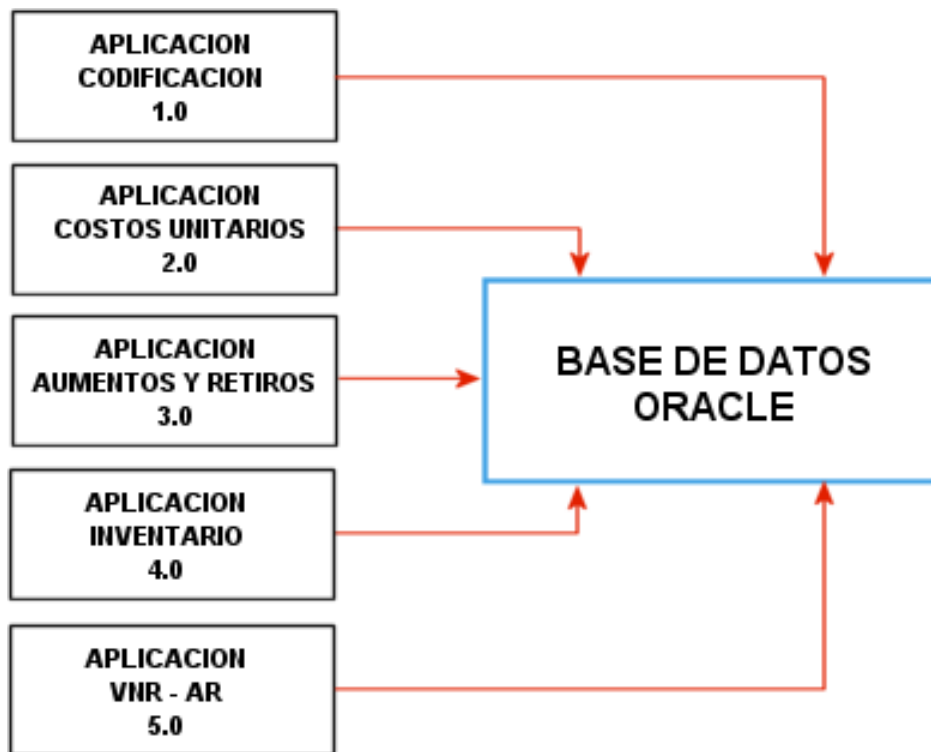 APLICACION
CODIFICACION
1.0
APLICACION
COSTOS UNITARIOS
2.0
APLICACION
AUMENTOS Y RETIROS
3.0
APLICACION
INVENTARIO
4.0
APLICACION
VNR - AR
5.0
BASE DE DATOS
ORACLE